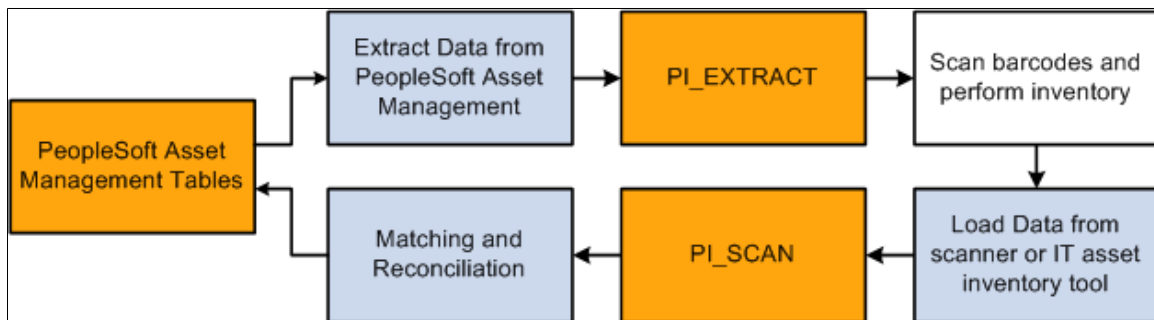 Extract Data from
PeopleSoft Asset
Management
PI_EXTRACT
Scan barcodes and
perform inventory
PeopleSoft Asset
Management Tables
Matching and
Reconciliation
PI_SCAN
Load Data from
scanner or IT asset
inventory tool